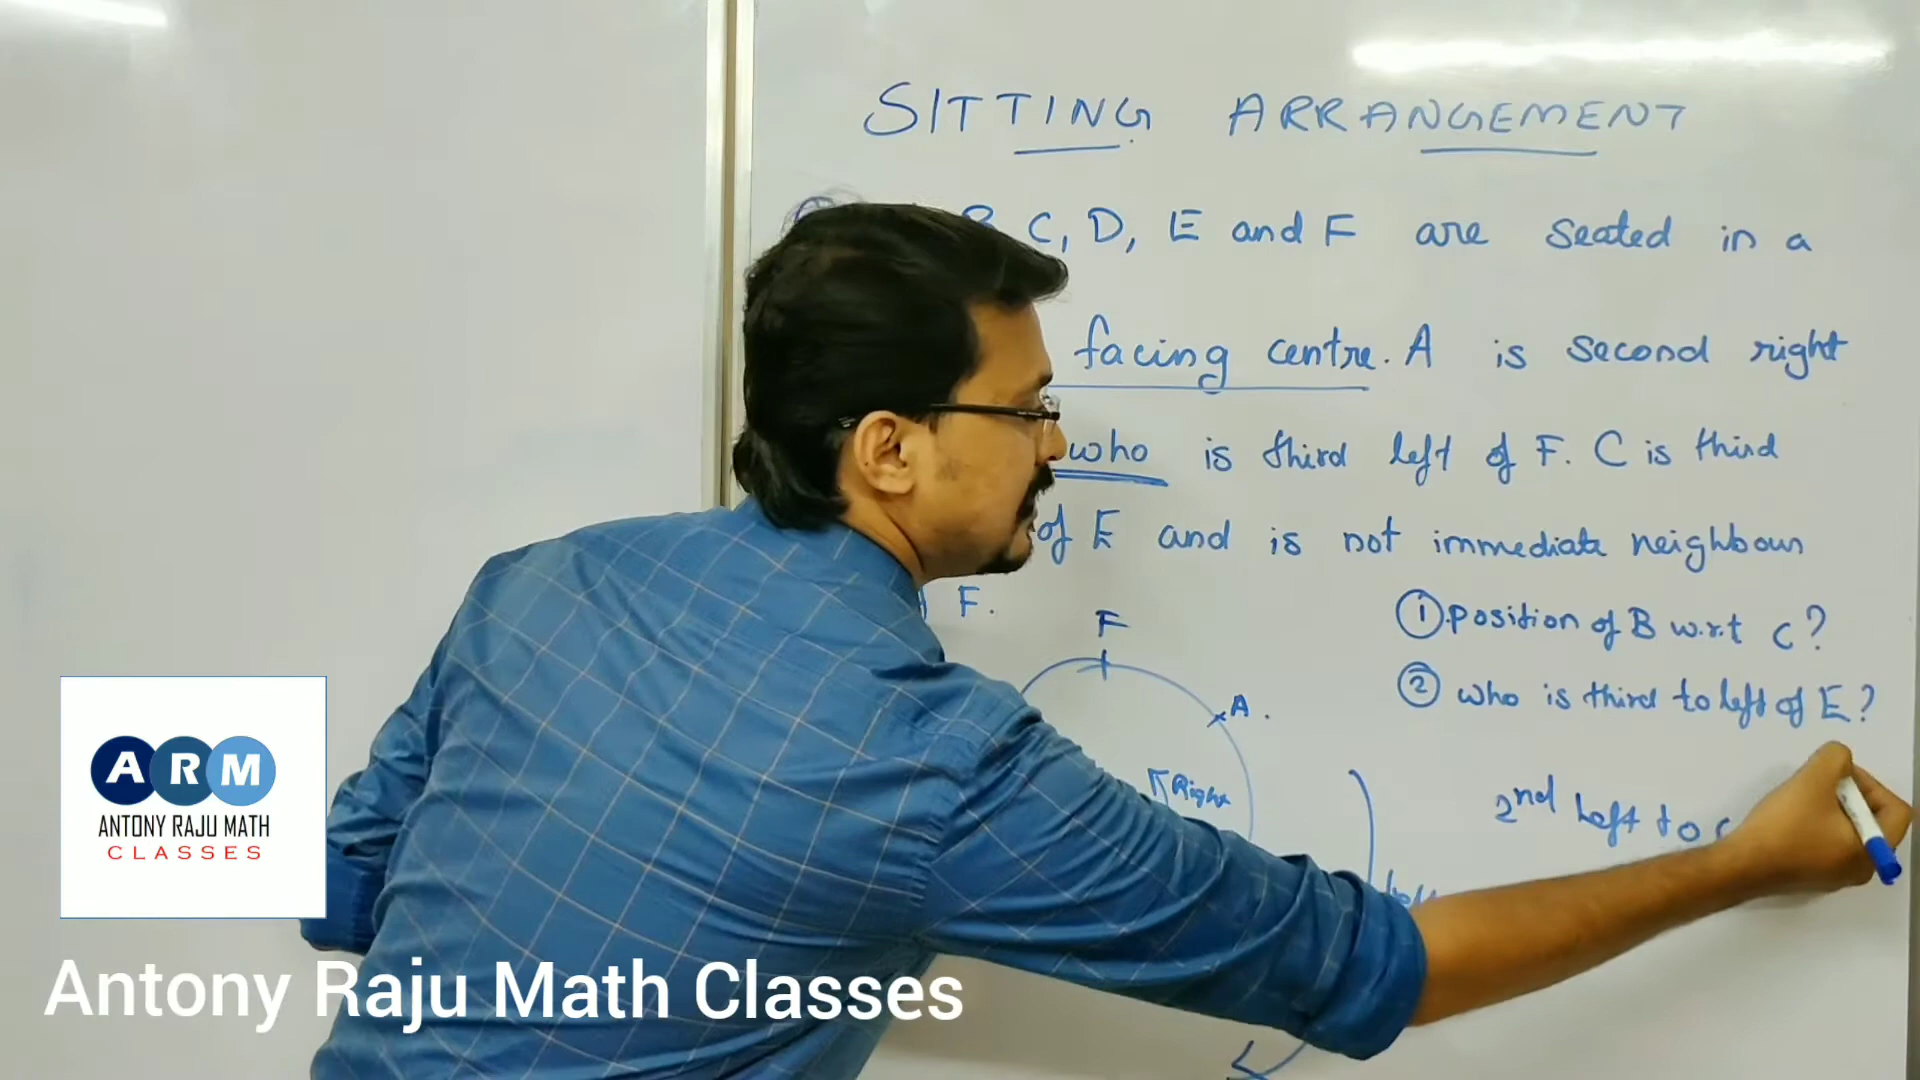 SITTING ARRANGEMENT
C, D, E and F are seated in a
facing centre. A is second right
who is third left of F. C is third
of E and is not immediate neighbour
F.
① position of B w.r.t C?
② who is third to left of E?
F
A.
Right
2nd left to
ARM
ANTONY RAJU MATH
CLASSES
Antony Raju Math Classes